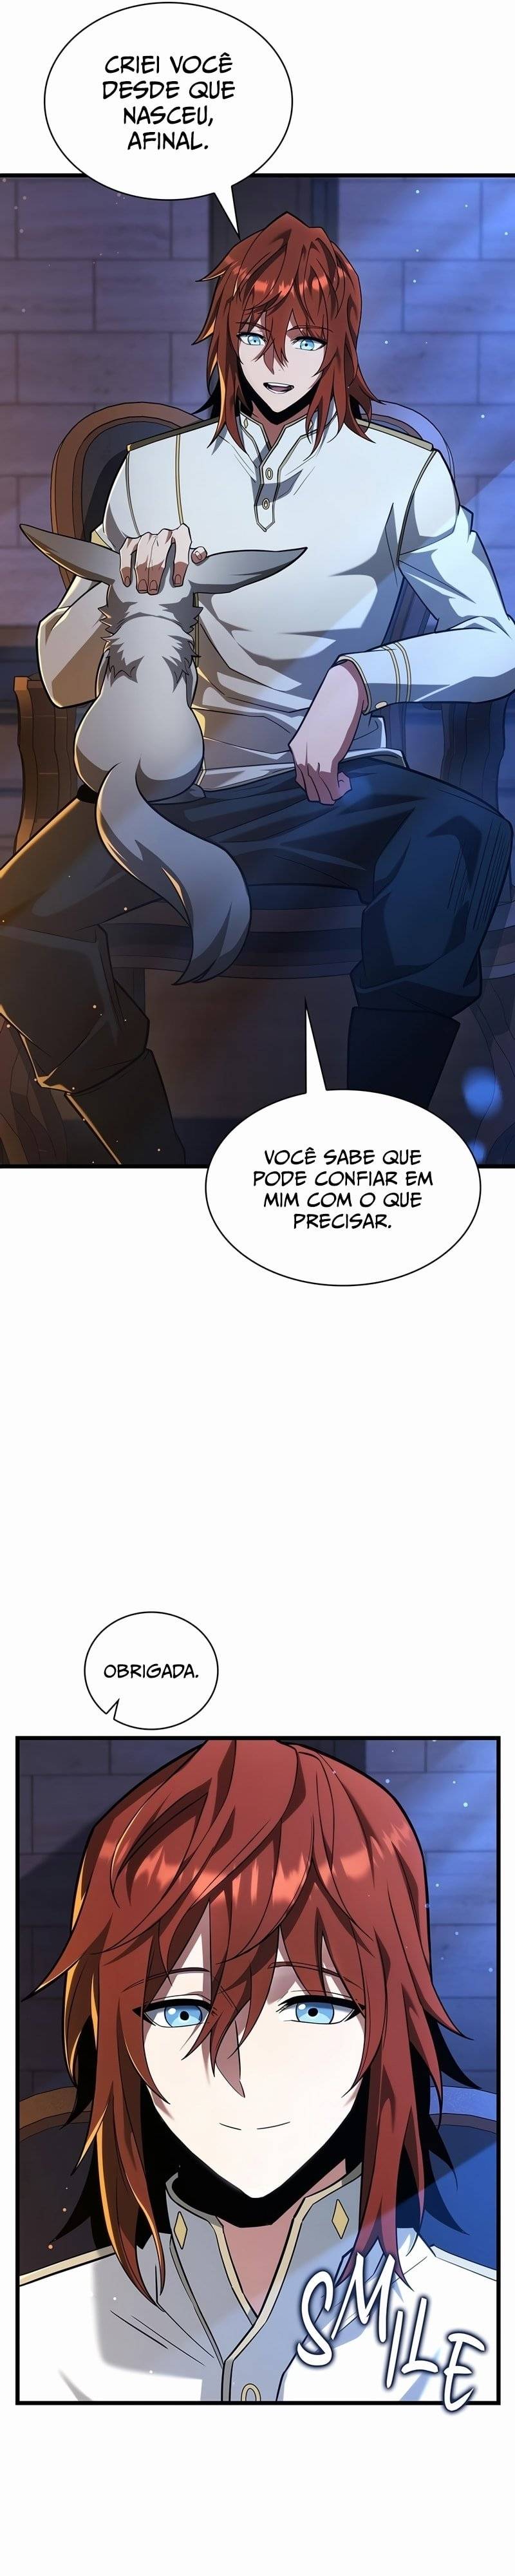 CRIEI VOCÊ
DESDE QUE
NASCEU,
AFINAL.
VOCÊ SABE QUE
PODE CONFIAR EM
MIM COM O QUE
PRECISAR.
OBRIGADA.
SMILE